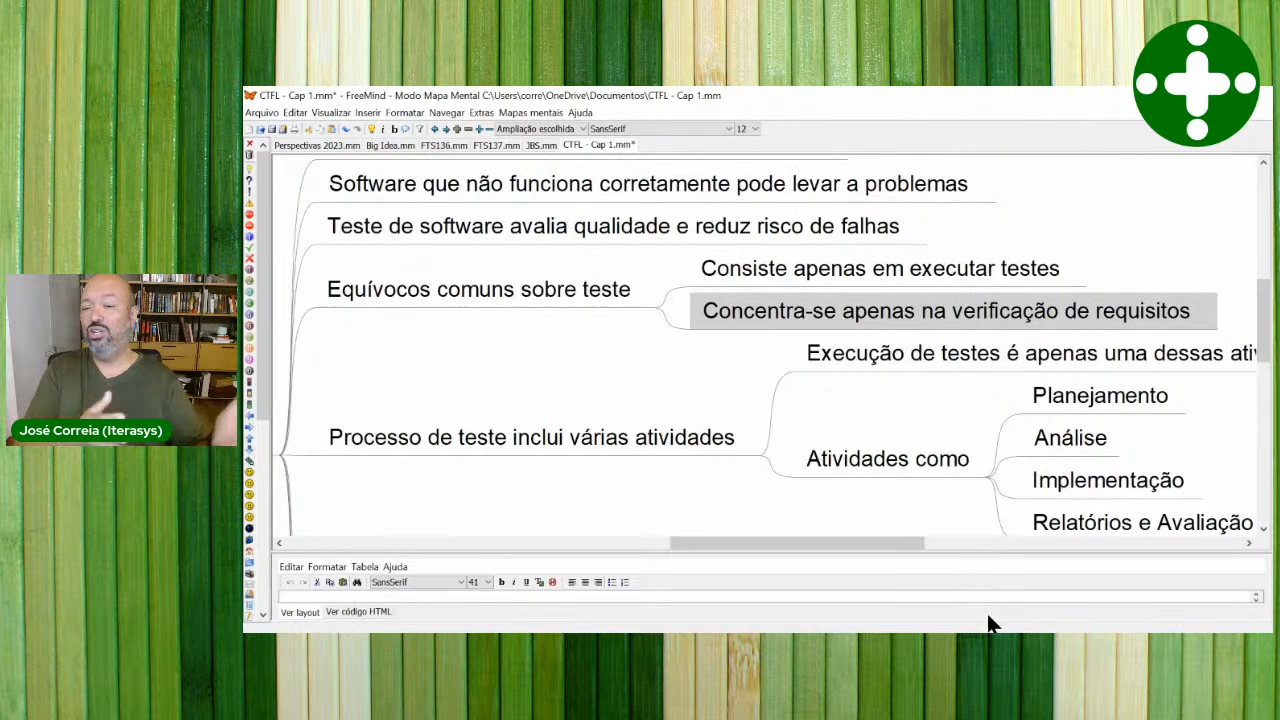 CTFL - Cap 1.mm* - FreeMind - Modo Mapa Mental C:\Users\corre\OneDrive\Documentos\CTFL - Cap 1.mm
Arquivo Editar Visualizar Inserir Formatar Navegar Extras Mapas mentais Ajuda
Ampliação escolhida SansSerif 12
Perspectivas 2023.mm Big Idea.mm FTS136.mm FTS137.mm JBS.mm CTFL - Cap 1.mm*
Software que não funciona corretamente pode levar a problemas
Teste de software avalia qualidade e reduz risco de falhas
Equívocos comuns sobre teste
Consiste apenas em executar testes
Concentra-se apenas na verificação de requisitos
Processo de teste inclui várias atividades
Execução de testes é apenas uma dessas ati
Atividades como
Planejamento
Análise
Implementação
Relatórios e Avaliação
José Correia (Iterasys)
Editar Formatar Tabela Ajuda
SansSerif 41
Ver layout Ver código HTML